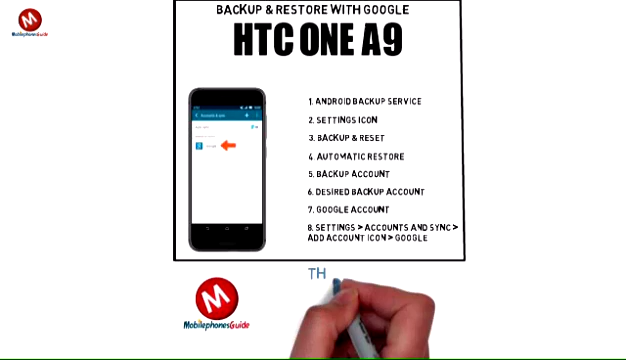 BACKUP & RESTORE WITH GOOGLE
MobilephonesGuide
HTC ONE A9
1. ANDROID BACKUP SERVICE
2. SETTINGS ICON
3. BACKUP & RESET
4. AUTOMATIC RESTORE
5. BACKUP ACCOUNT
6. DESIRED BACKUP ACCOUNT
7. GOOGLE ACCOUNT
8. SETTINGS > ACCOUNTS AND SYNC >
ADD ACCOUNT ICON > GOOGLE
TH
M
MobilephonesGuide